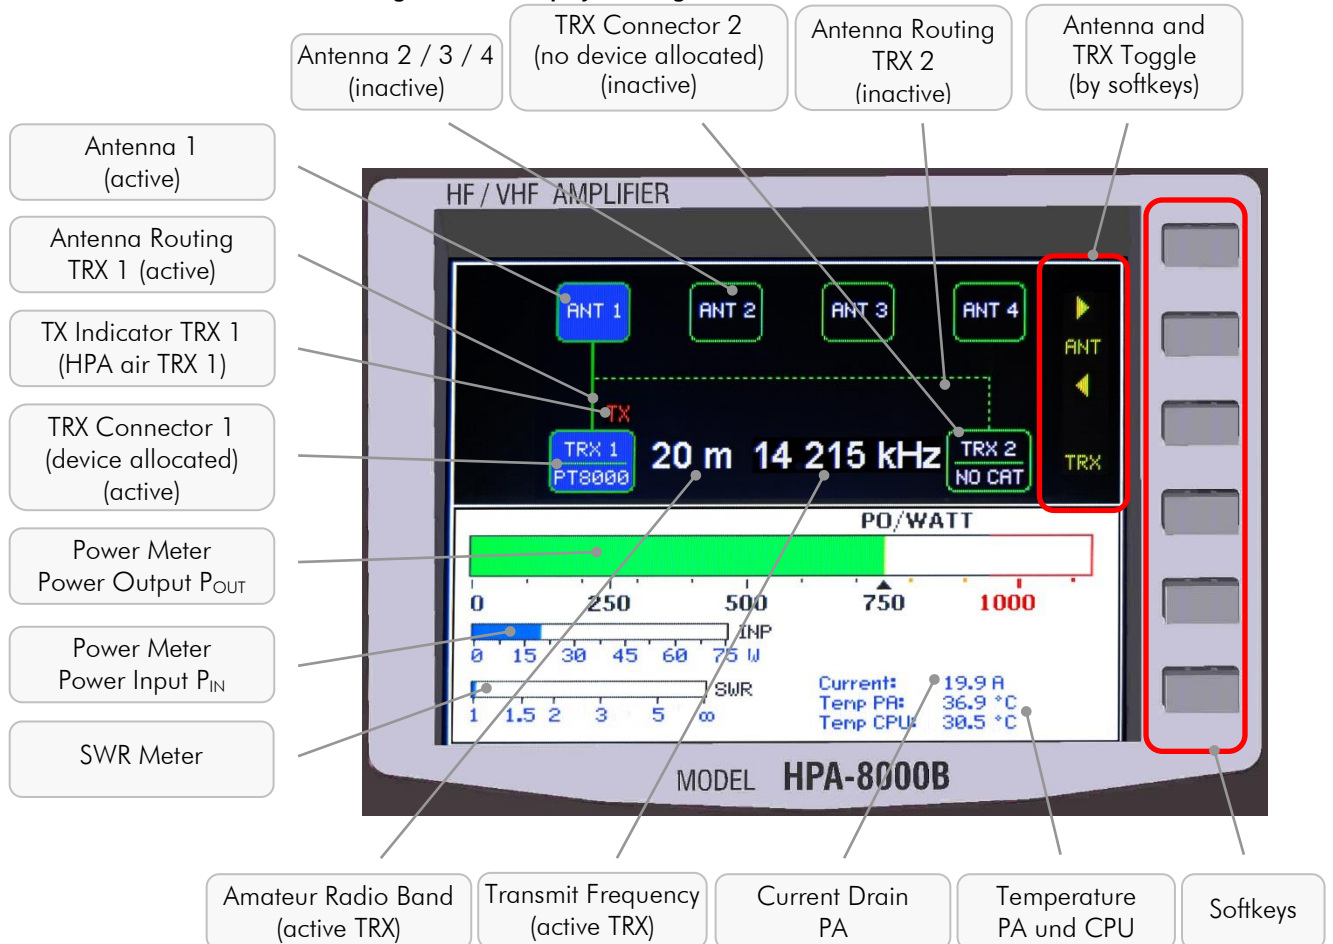 Antenna 2 / 3 / 4
(inactive)
TRX Connector 2
(no device allocated)
(inactive)
Antenna Routing
TRX 2
(inactive)
Antenna and
TRX Toggle
(by softkeys)
Antenna 1
(active)
Antenna Routing
TRX 1 (active)
TX Indicator TRX 1
(HPA air TRX 1)
TRX Connector 1
(device allocated)
(active)
Power Meter
Power Output POUT
Power Meter
Power Input PIN
SWR Meter
HF / VHF AMPLIFIER
ANT 1 ANT 2 ANT 3 ANT 4
ANT
TX
TRX 1
PT8000
20 m 14 215 kHz
TRX 2
NO CAT
TRX
PO/WATT
0 250 500 750 1000
INP
0 15 30 45 60 75 W
SWR
1 1.5 2 3 5 ∞
Current: 19.9 A
Temp PA: 36.9 °C
Temp CPU: 30.5 °C
MODEL HPA-8000B
Amateur Radio Band
(active TRX)
Transmit Frequency
(active TRX)
Current Drain
PA
Temperature
PA und CPU
Softkeys